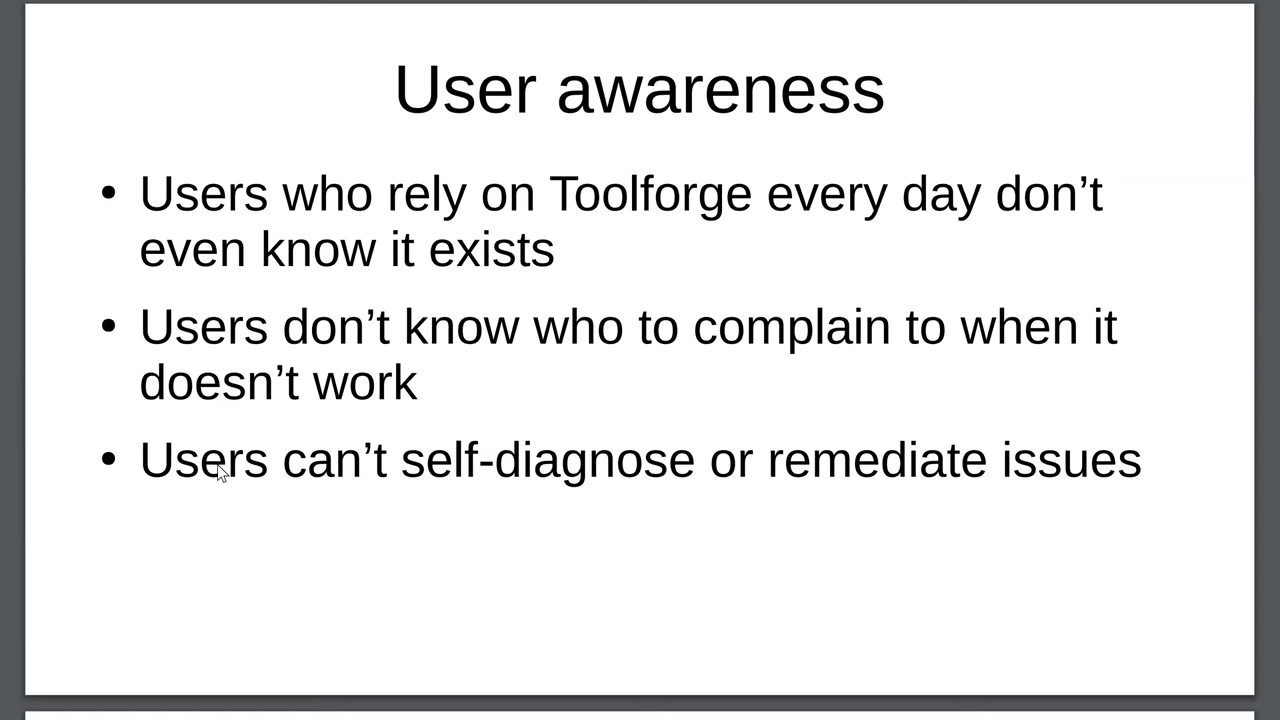 User awareness
• Users who rely on Toolforge every day don’t
even know it exists
• Users don’t know who to complain to when it
doesn’t work
• Users can’t self-diagnose or remediate issues